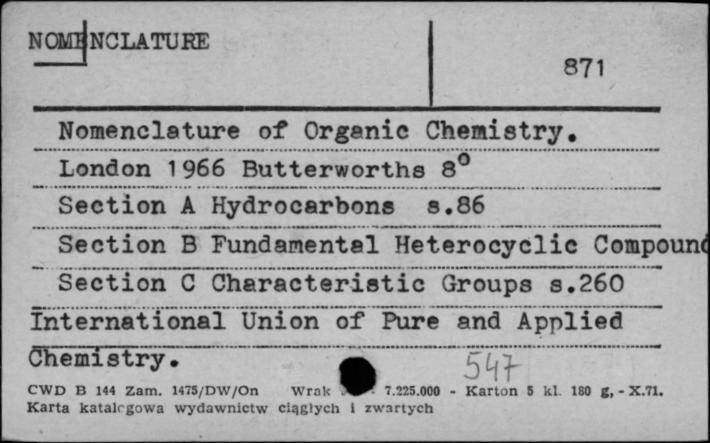 NOMENCLATURE
871
Nomenclature of Organic Chemistry.
London 1966 Butterworths 8°
Section A Hydrocarbons s.86
Section B Fundamental Heterocyclic Compound
Section C Characteristic Groups s.260
International Union of Pure and Applied
Chemistry.
547
CWD B 144 Zam. 1475/DW/On Wrak 7.225.000 - Karton 5 kl. 180 g, - X.71.
Karta katalogowa wydawnictw ciągłych i zwartych